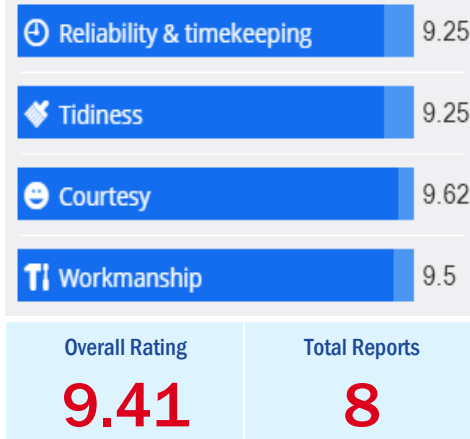 Reliability & timekeeping 9.25
Tidiness 9.25
Courtesy 9.62
Workmanship 9.5
Overall Rating Total Reports
9.41 8